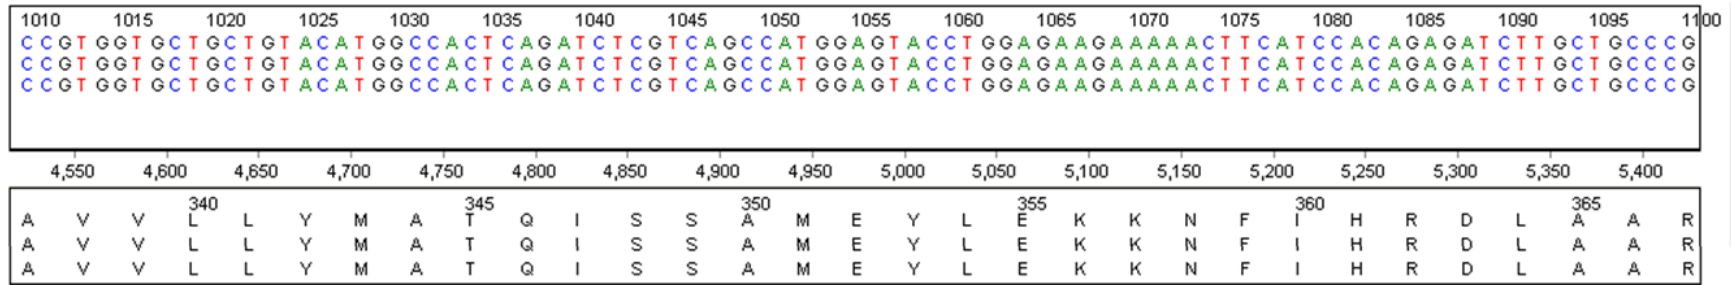 1010 1015 1020 1025 1030 1035 1040 1045 1050 1055 1060 1065 1070 1075 1080 1085 1090 1095 1100
CCGTGGTGCTGCTGTACATGGCCACTCAGATCTCGTCAGCCATGGAGTACCTGGAGAAGAAAAACTTCATCCACAGAGATCTTGCTGCCCG
CCGTGGTGCTGCTGTACATGGCCACTCAGATCTCGTCAGCCATGGAGTACCTGGAGAAGAAAAACTTCATCCACAGAGATCTTGCTGCCCG
CCGTGGTGCTGCTGTACATGGCCACTCAGATCTCGTCAGCCATGGAGTACCTGGAGAAGAAAAACTTCATCCACAGAGATCTTGCTGCCCG
4,550 4,600 4,650 4,700 4,750 4,800 4,850 4,900 4,950 5,000 5,050 5,100 5,150 5,200 5,250 5,300 5,350 5,400
340 345 350 355 360 365
A V V L L Y M A T Q I S S A M E Y L E K K N F I H R D L A A R
A V V L L Y M A T Q I S S A M E Y L E K K N F I H R D L A A R
A V V L L Y M A T Q I S S A M E Y L E K K N F I H R D L A A R